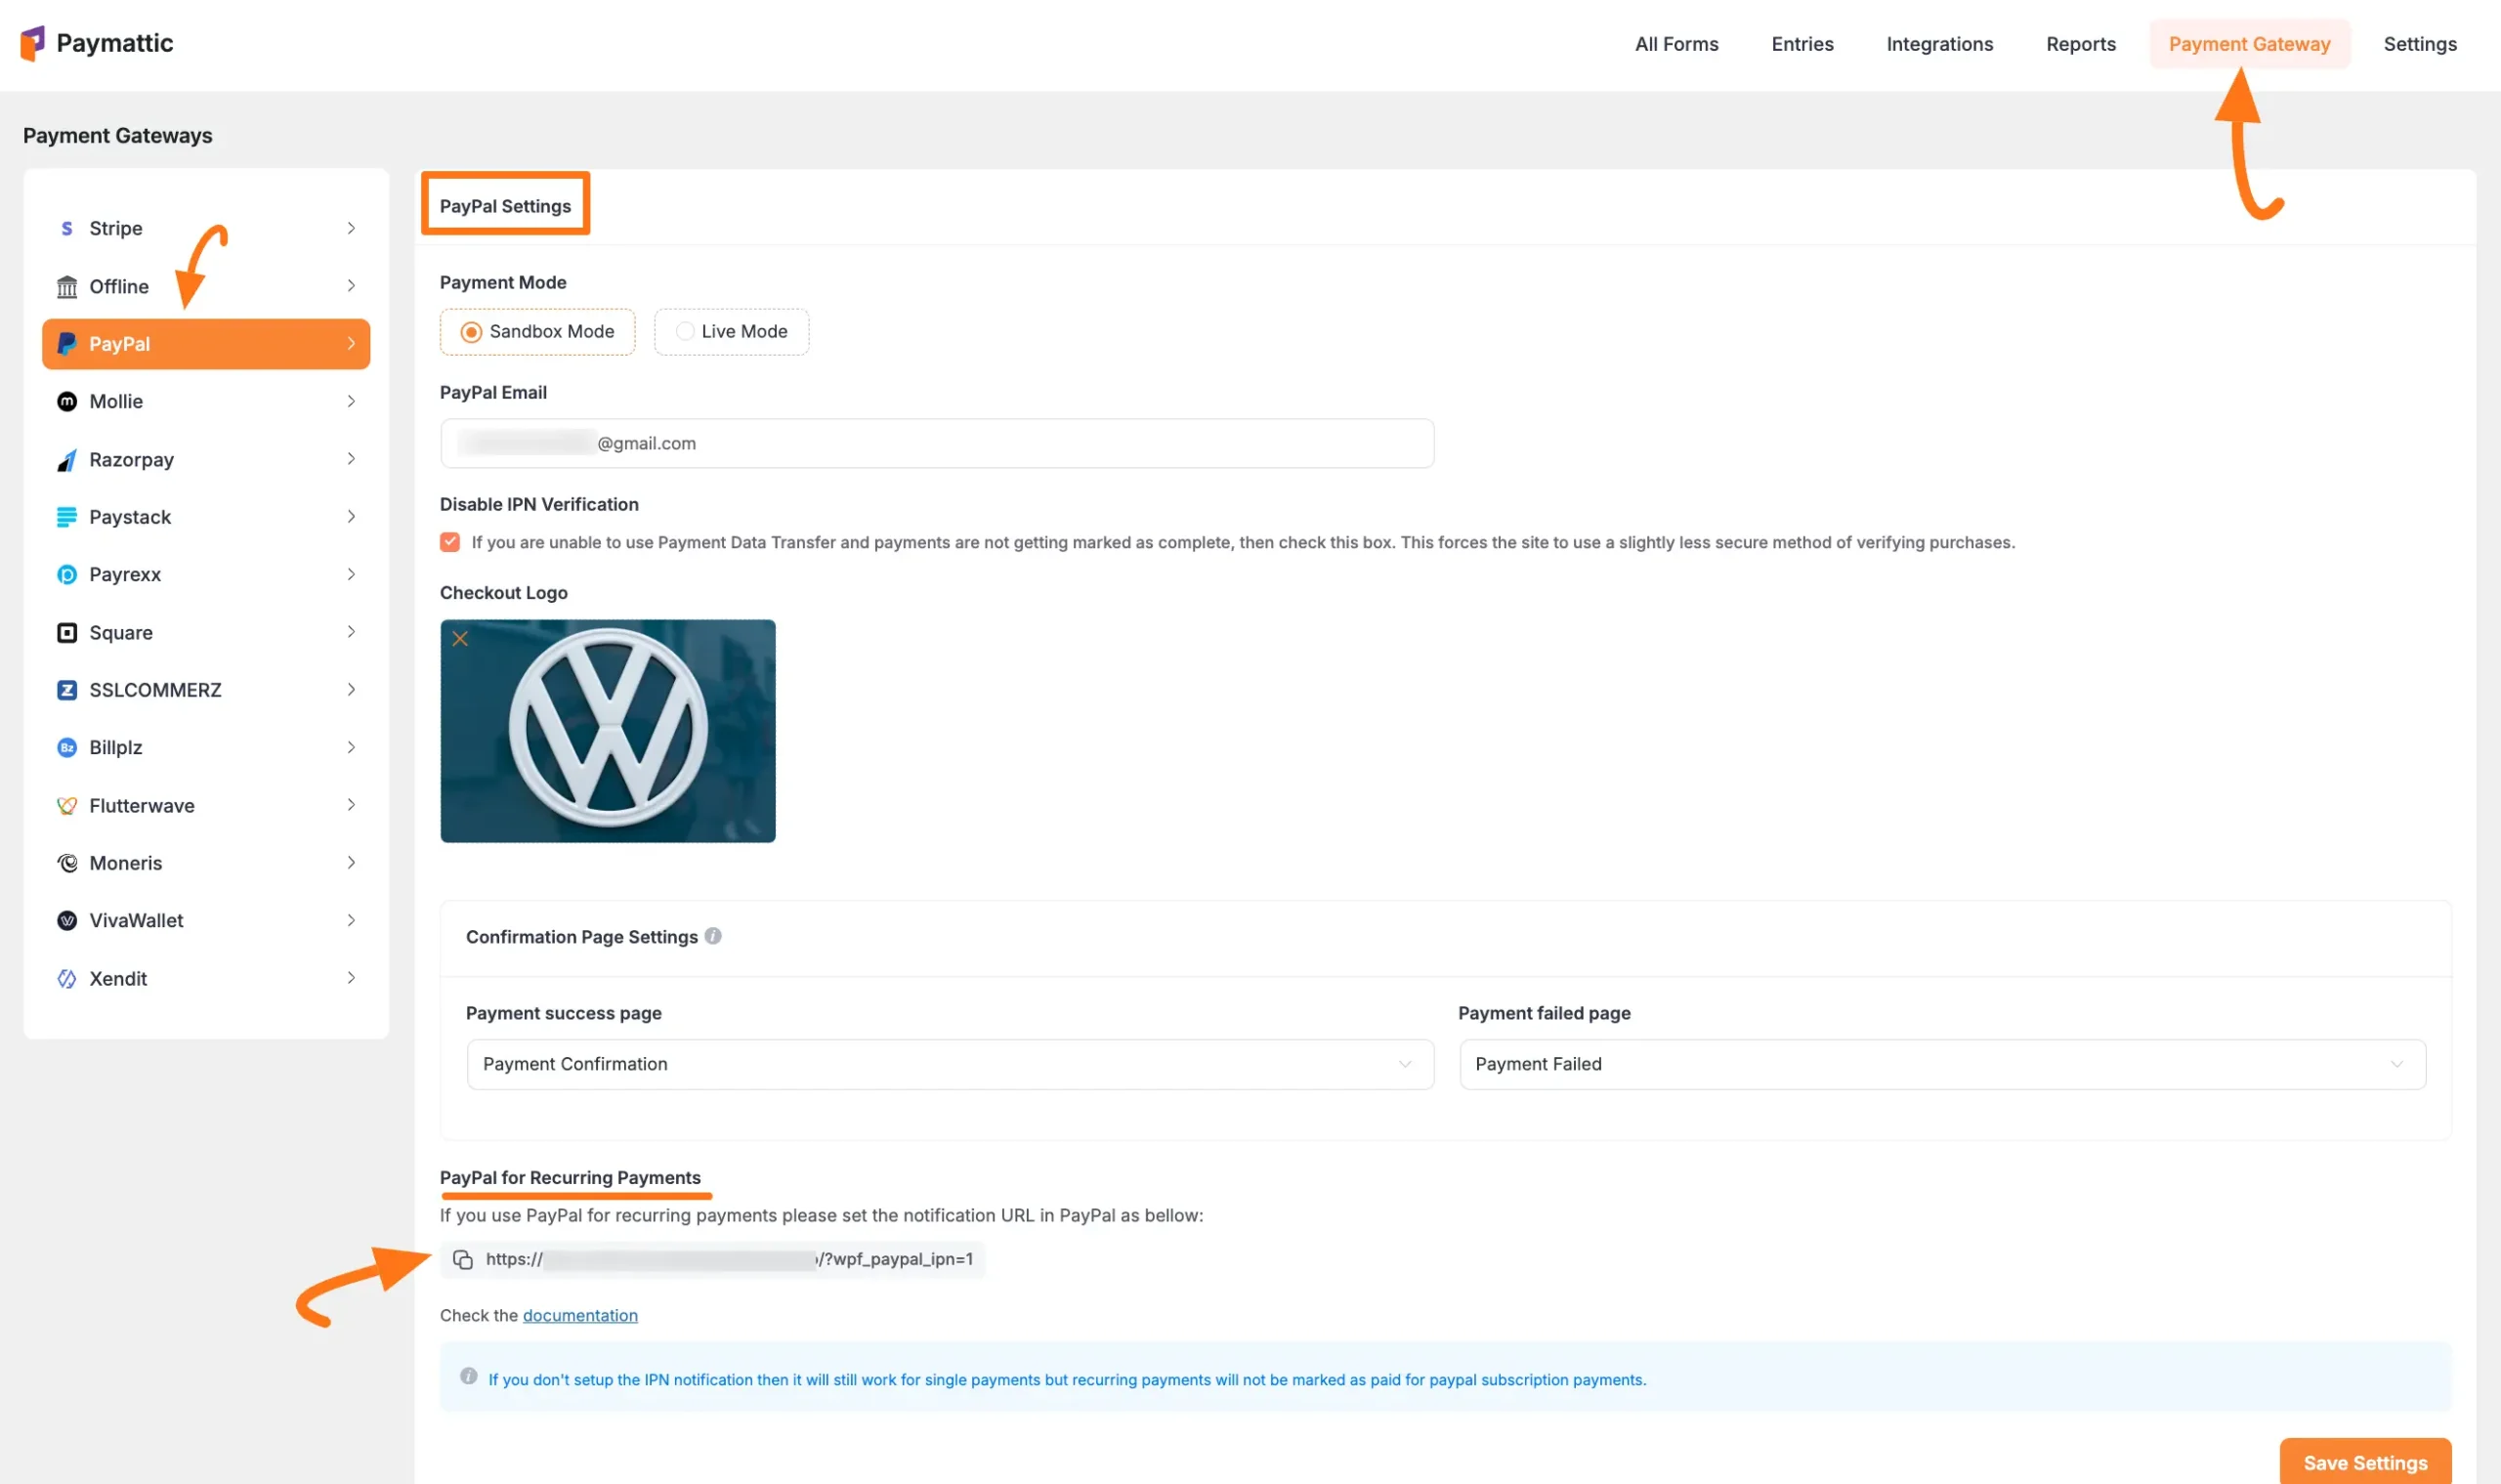 Paymattic
All Forms
Entries
Integrations
Reports
Payment Gateway
Settings
Payment Gateways
Stripe
Offline
PayPal
Mollie
Razorpay
Paystack
Payrexx
Square
SSLCOMMERZ
Billplz
Flutterwave
Moneris
VivaWallet
Xendit
PayPal Settings
Payment Mode
Sandbox Mode
Live Mode
PayPal Email
@gmail.com
Disable IPN Verification
If you are unable to use Payment Data Transfer and payments are not getting marked as complete, then check this box. This forces the site to use a slightly less secure method of verifying purchases.
Checkout Logo
Confirmation Page Settings
Payment success page
Payment failed page
Payment Confirmation
Payment Failed
PayPal for Recurring Payments
If you use PayPal for recurring payments please set the notification URL in PayPal as bellow:
https:// /?wpf_paypal_ipn=1
Check the documentation
If you don't setup the IPN notification then it will still work for single payments but recurring payments will not be marked as paid for paypal subscription payments.
Save Settings